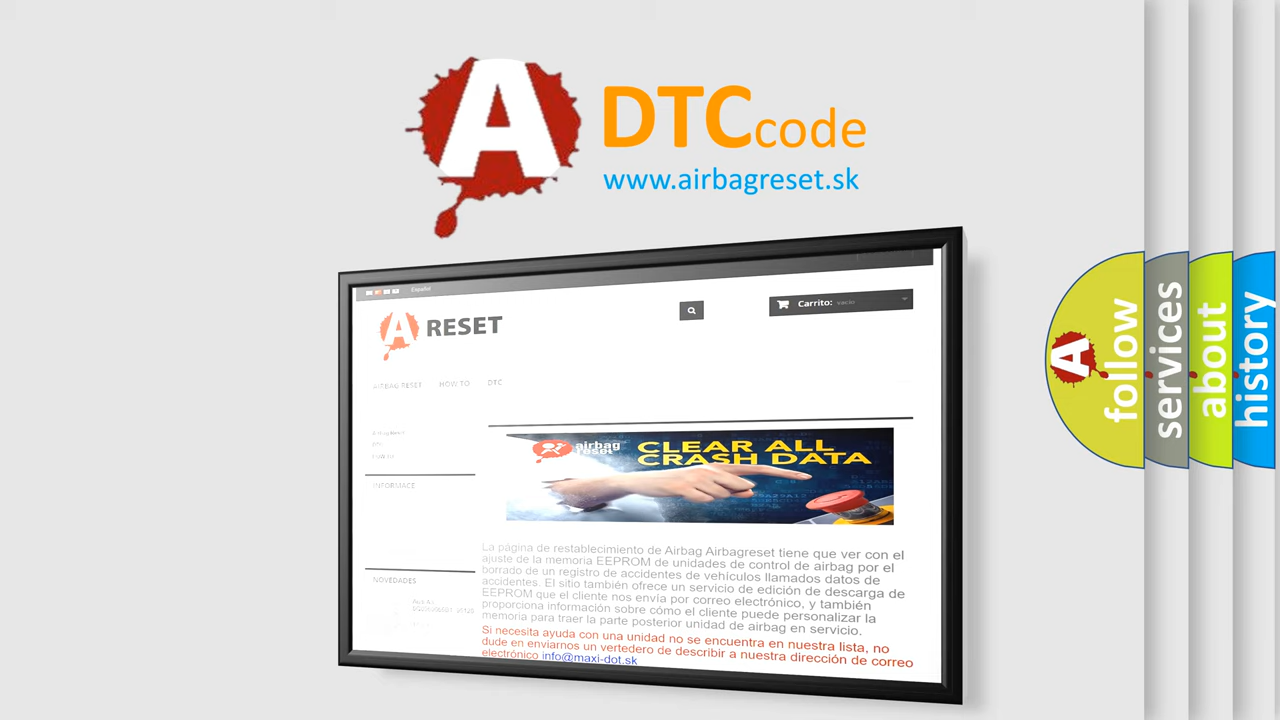 A
DTCcode
www.airbagreset.sk
Español
A RESET
Carrito: vacío
AIRBAG RESET HOW TO DTC
INFORMACE
NOVEDADES
airbag
reset
CLEAR ALL
CRASH DATA
La página de restablecimiento de Airbag Airbagreset tiene que ver con el
ajuste de la memoria EEPROM de unidades de control de airbag por el
borrado de un registro de accidentes de vehículos llamados datos de
accidentes. El sitio también ofrece un servicio de edición de descarga de
EEPROM que el cliente nos envía por correo electrónico, y también
proporciona información sobre cómo el cliente puede personalizar la
memoria para traer la parte posterior unidad de airbag en servicio.
Si necesita ayuda con una unidad no se encuentra en nuestra lista, no
dude en enviarnos un vertedero de describir a nuestra dirección de correo
electrónico info@maxi-dot.sk
A
follow
services
about
history